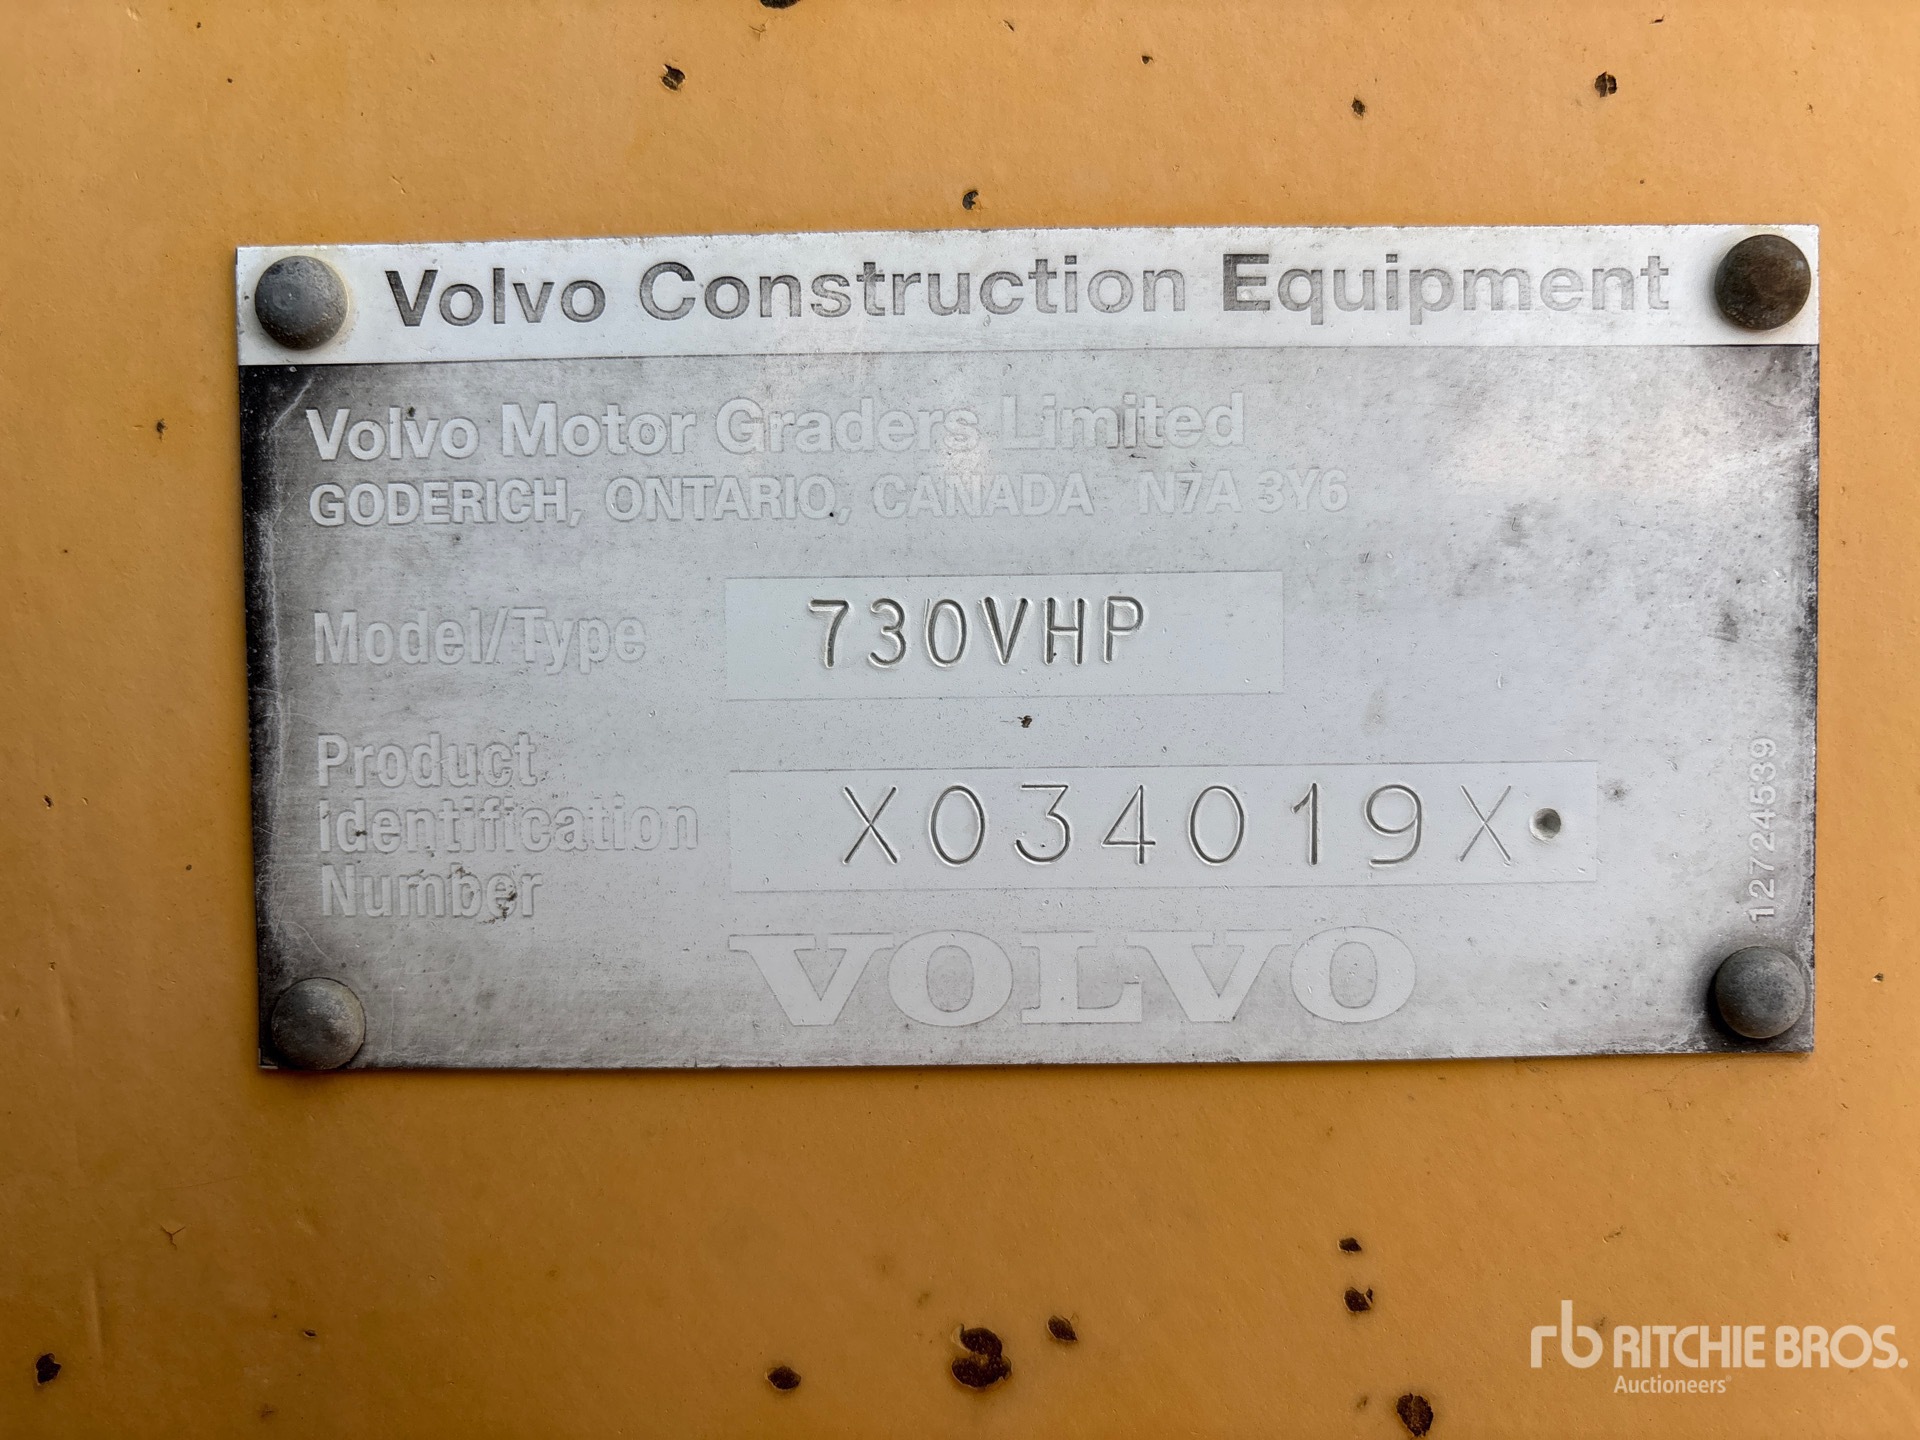 Volvo Construction Equipment
Volvo Motor Graders Limited
GODERICH, ONTARIO, CANADA N7A 3Y6
Model/Type 730VHP
Product
Identification
Number
X034019X
VOLVO
12724539
rb RITCHIE BROS.
Auctioneers